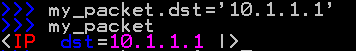 >>> my_packet.dst='10.1.1.1'
>>> my_packet
<IP  dst=10.1.1.1 |>